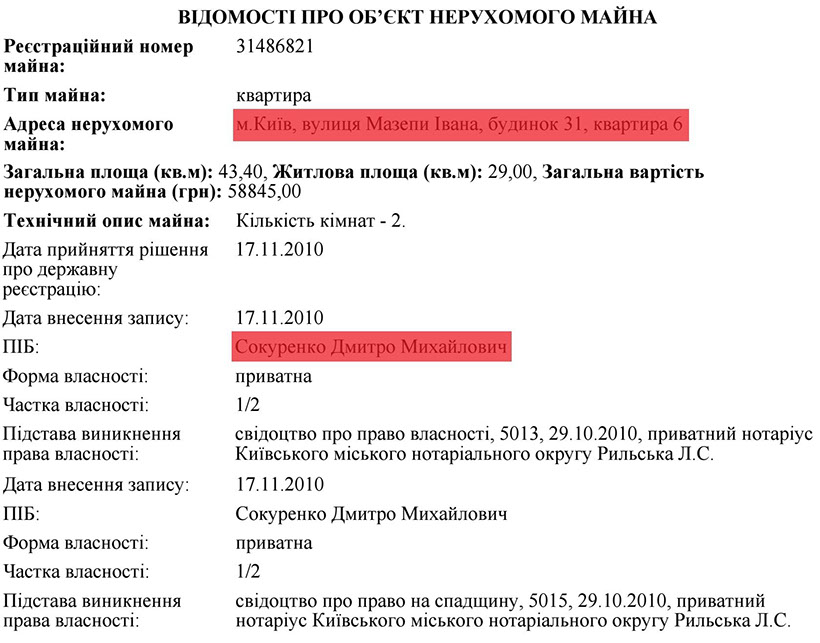 ВІДОМОСТІ ПРО ОБ’ЄКТ НЕРУХОМОГО МАЙНА
Реєстраційний номер майна: 31486821
Тип майна: квартира
Адреса нерухомого майна: м.Київ, вулиця Мазепи Івана, будинок 31, квартира 6
Загальна площа (кв.м): 43,40, Житлова площа (кв.м): 29,00, Загальна вартість
нерухомого майна (грн): 58845,00
Технічний опис майна: Кількість кімнат - 2.
Дата прийняття рішення про державну реєстрацію: 17.11.2010
Дата внесення запису: 17.11.2010
ПІБ: Сокуренко Дмитро Михайлович
Форма власності: приватна
Частка власності: 1/2
Підстава виникнення права власності: свідоцтво про право власності, 5013, 29.10.2010, приватний нотаріус Київського міського нотаріального округу Рильська Л.С.
Дата внесення запису: 17.11.2010
ПІБ: Сокуренко Дмитро Михайлович
Форма власності: приватна
Частка власності: 1/2
Підстава виникнення права власності: свідоцтво про право на спадщину, 5015, 29.10.2010, приватний нотаріус Київського міського нотаріального округу Рильська Л.С.